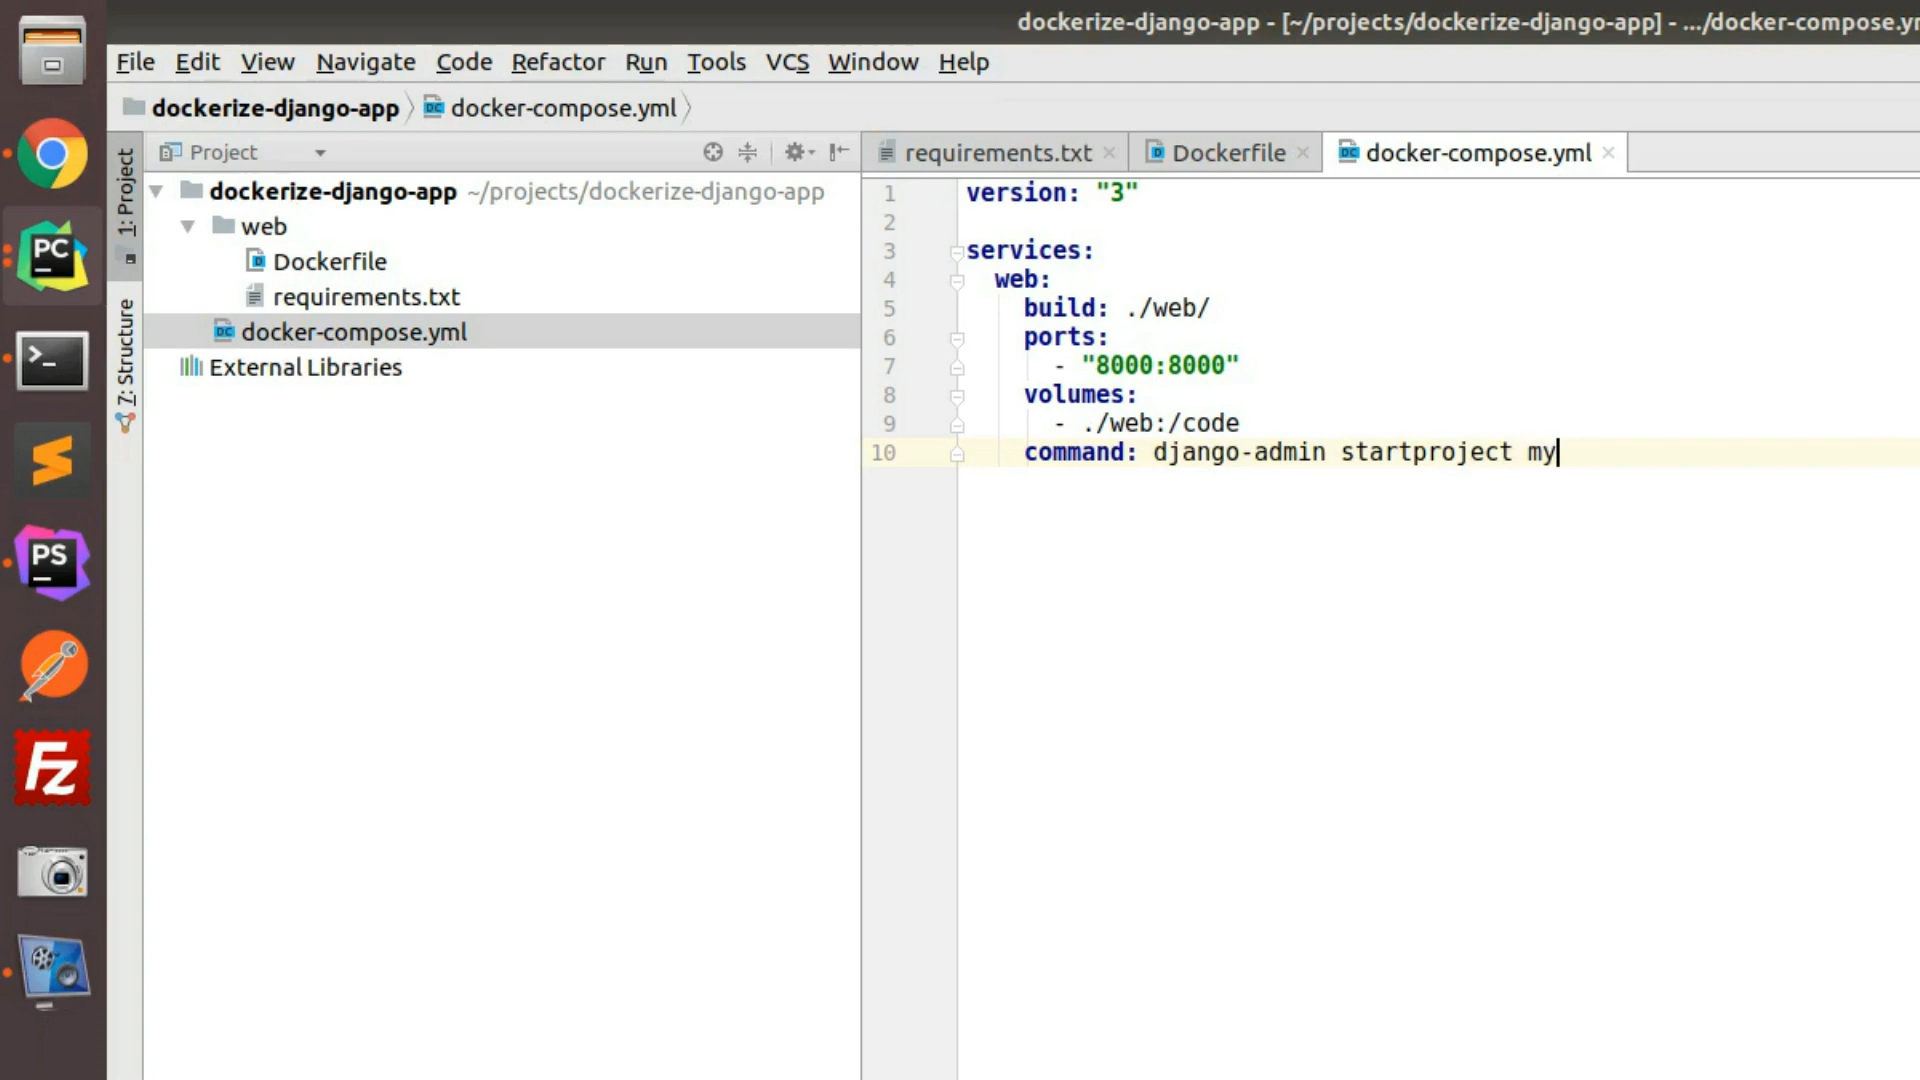 dockerize-django-app - [~/projects/dockerize-django-app] - .../docker-compose.ym
File Edit View Navigate Code Refactor Run Tools VCS Window Help
dockerize-django-app docker-compose.yml
Project
requirements.txt Dockerfile docker-compose.yml
1: Project
7: Structure
dockerize-django-app ~/projects/dockerize-django-app
web
Dockerfile
requirements.txt
docker-compose.yml
External Libraries
1 version: "3"
2
3 services:
4 web:
5 build: ./web/
6 ports:
7 - "8000:8000"
8 volumes:
9 - ./web:/code
10 command: django-admin startproject my
PC
>_
PS
Fz